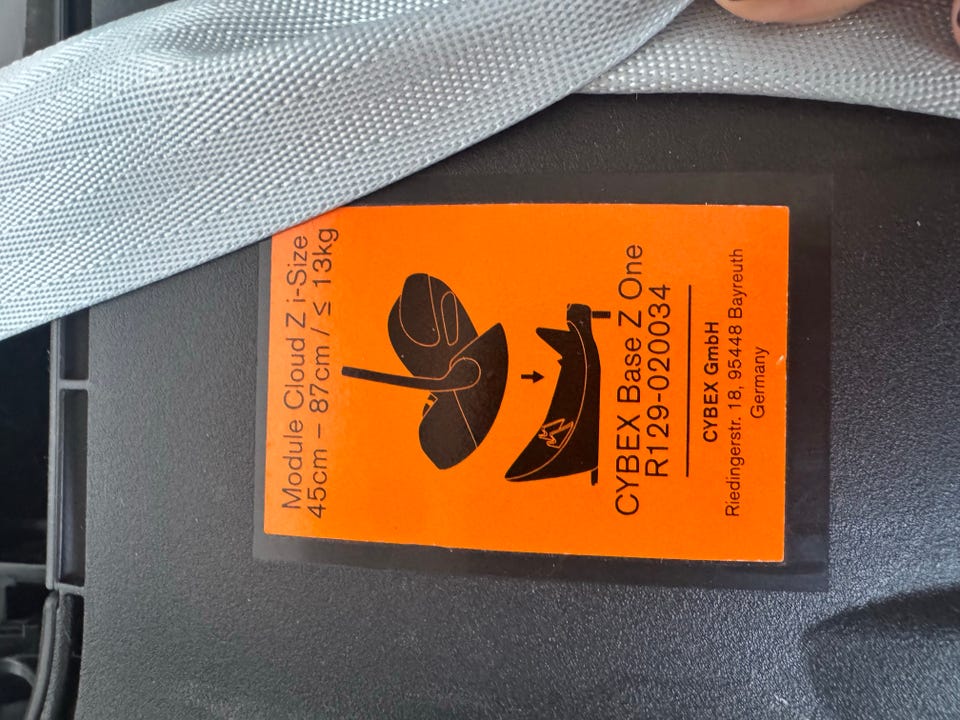 Module Cloud Z i-Size
45cm – 87cm / ≤ 13kg
CYBEX Base Z One
R129-020034
CYBEX GmbH
Riedingerstr. 18, 95448 Bayreuth
Germany